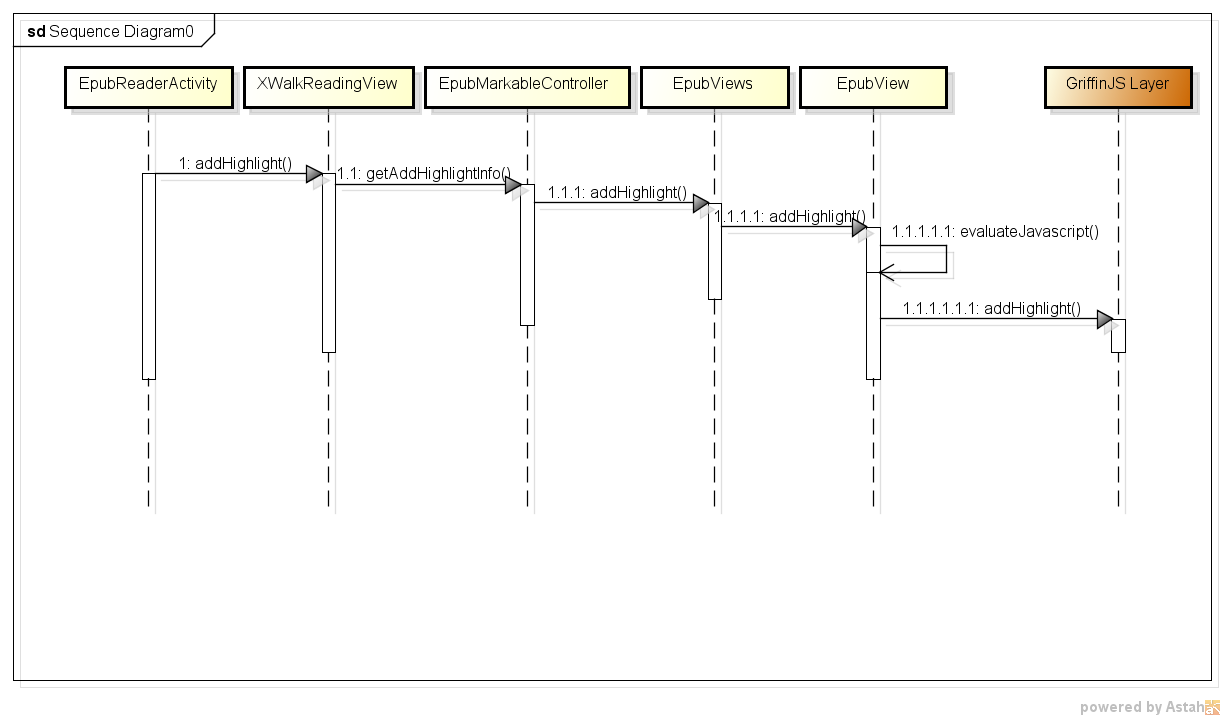 sd Sequence Diagram0
EpubReaderActivity
XWalkReadingView
EpubMarkableController
EpubViews
EpubView
GriffinJS Layer
1: addHighlight()
1.1: getAddHighlightInfo()
1.1.1: addHighlight()
1.1.1.1: addHighlight()
1.1.1.1.1: evaluateJavascript()
1.1.1.1.1.1: addHighlight()
powered by Astah